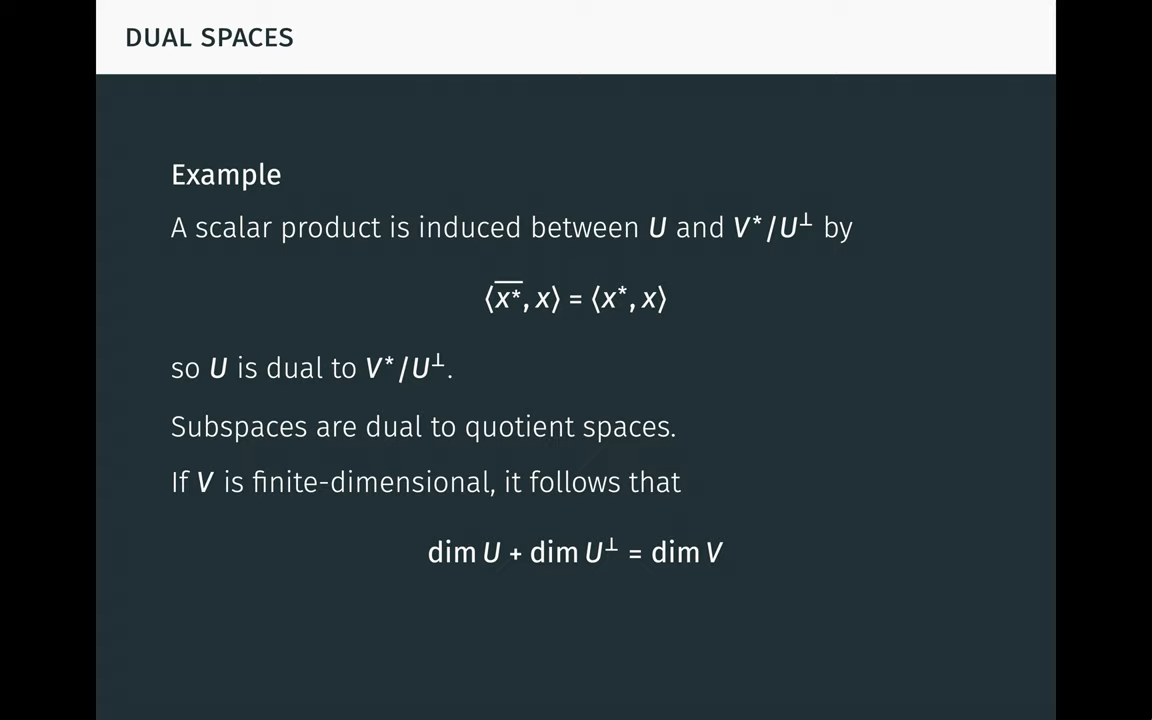 DUAL SPACES
Example
A scalar product is induced between U and V*/U⊥ by
⟨x̅*̅, x⟩ = ⟨x*, x⟩
so U is dual to V*/U⊥.
Subspaces are dual to quotient spaces.
If V is finite-dimensional, it follows that
dim U + dim U⊥ = dim V